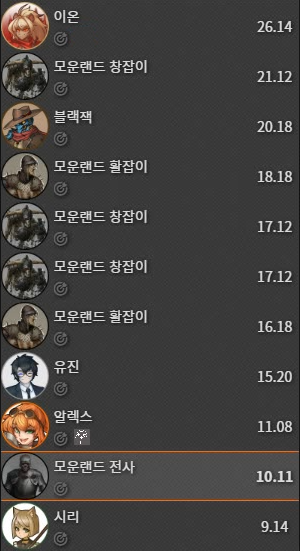 이온
26.14
모운랜드 창잡이
21.12
블랙잭
20.18
모운랜드 활잡이
18.18
모운랜드 창잡이
17.12
모운랜드 창잡이
17.12
모운랜드 활잡이
16.18
유진
15.20
알렉스
11.08
모운랜드 전사
10.11
시리
9.14